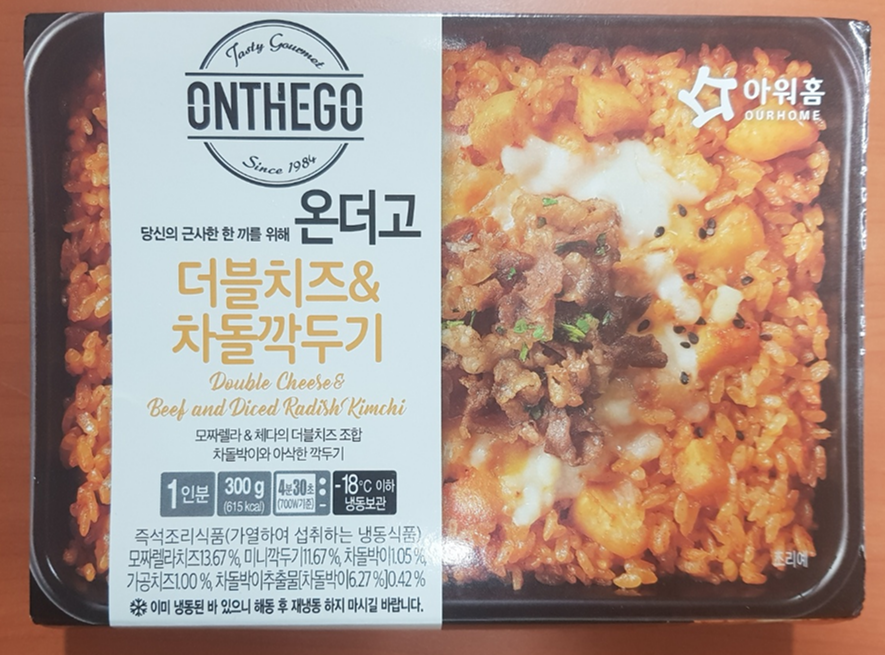 Tasty Gourmet
ONTHEGO
Since 1984
아워홈
OURHOME
당신의 근사한 한 끼를 위해 온더고
더블치즈&
차돌깍두기
Double Cheese &
Beef and Diced Radish Kimchi
모짜렐라 & 체다의 더블치즈 조합
차돌박이와 아삭한 깍두기
1인분 300 g (615 kcal) 4분30초 (700W기준) -18℃ 이하 냉동보관
즉석조리식품(가열하여 섭취하는 냉동식품)
모짜렐라치즈13.67 %, 미니깍두기11.67 %, 차돌박이1.05 %,
가공치즈1.00 %, 차돌박이추출물[차돌박이6.27 %]0.42 %
이미 냉동된 바 있으니 해동 후 재냉동 하지 마시길 바랍니다.
조리예